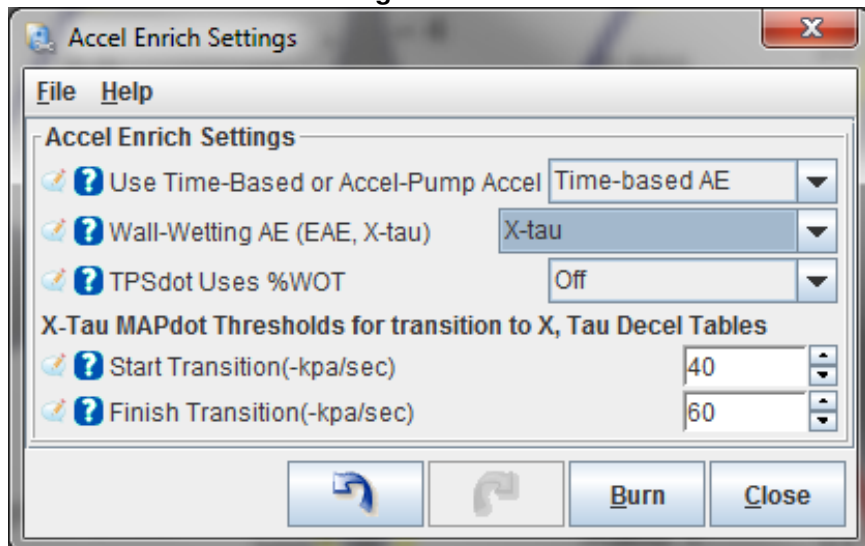 Accel Enrich Settings
File Help
Accel Enrich Settings
Use Time-Based or Accel-Pump Accel Time-based AE
Wall-Wetting AE (EAE, X-tau) X-tau
TPSdot Uses %WOT Off
X-Tau MAPdot Thresholds for transition to X, Tau Decel Tables
Start Transition(-kpa/sec) 40
Finish Transition(-kpa/sec) 60
Burn Close